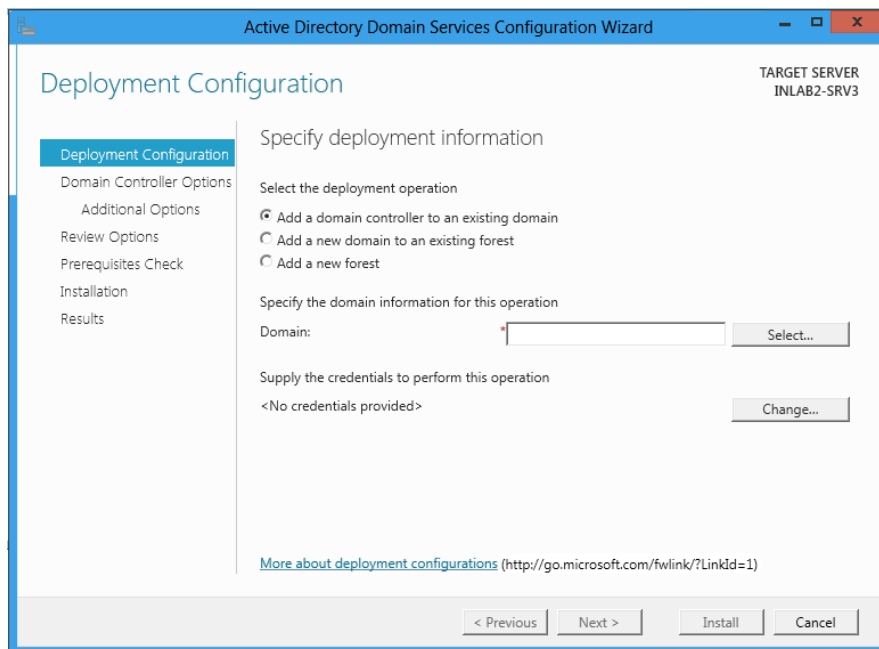 Active Directory Domain Services Configuration Wizard
Deployment Configuration
TARGET SERVER
INLAB2-SRV3
Deployment Configuration
Domain Controller Options
Additional Options
Review Options
Prerequisites Check
Installation
Results
Specify deployment information
Select the deployment operation
Add a domain controller to an existing domain
Add a new domain to an existing forest
Add a new forest
Specify the domain information for this operation
Domain: *
Select...
Supply the credentials to perform this operation
<No credentials provided>
Change...
More about deployment configurations (http://go.microsoft.com/fwlink/?LinkId=1)
< Previous Next > Install Cancel